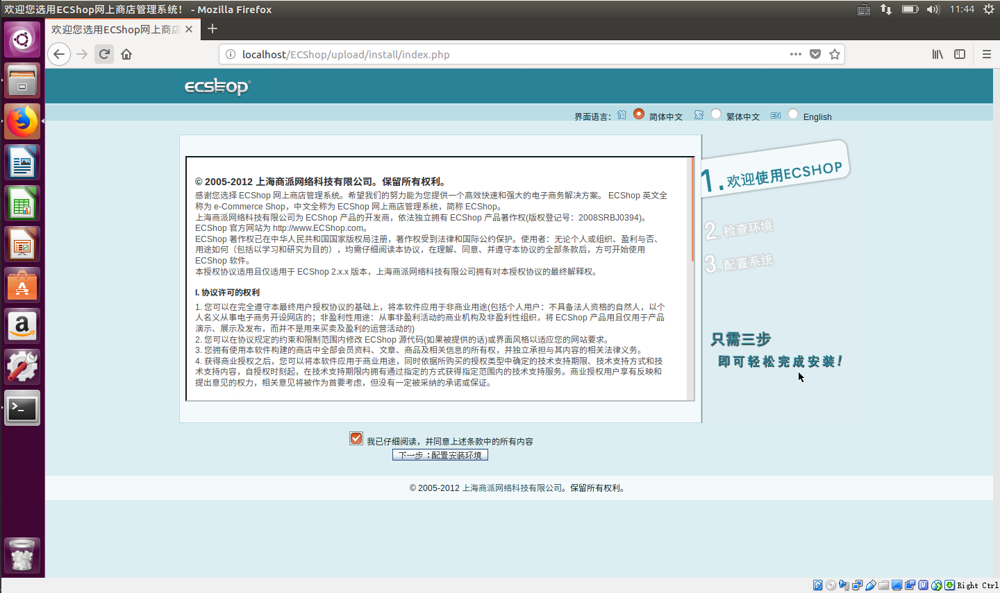 欢迎您选用ECShop网上商店管理系统! - Mozilla Firefox
11:44
欢迎您选用ECShop网上商店
localhost/ECShop/upload/install/index.php
ECSHOP
界面语言: 简 简体中文 繁 繁体中文 EN English
© 2005-2012 上海商派网络科技有限公司。保留所有权利。
感谢您选择 ECShop 网上商店管理系统。希望我们的努力能为您提供一个高效快速和强大的电子商务解决方案。 ECShop 英文全
称为 e-Commerce Shop，中文全称为 ECShop 网上商店管理系统，简称 ECShop。
上海商派网络科技有限公司为 ECShop 产品的开发商，依法独立拥有 ECShop 产品著作权(版权登记号：2008SRBJ0394)。
ECShop 官方网站为 http://www.ECShop.com。
ECShop 著作权已在中华人民共和国国家版权局注册，著作权受到法律和国际公约保护。使用者：无论个人或组织、盈利与否、
用途如何（包括以学习和研究为目的），均需仔细阅读本协议，在理解、同意、并遵守本协议的全部条款后，方可开始使用
ECShop 软件。
本授权协议适用且仅适用于 ECShop 2.x.x 版本，上海商派网络科技有限公司拥有对本授权协议的最终解释权。
I. 协议许可的权利
1. 您可以在完全遵守本最终用户授权协议的基础上，将本软件应用于非商业用途(包括个人用户：不具备法人资格的自然人，以个
人名义从事电子商务开设网店的；非盈利性用途：从事非盈利活动的商业机构及非盈利性组织，将 ECShop 产品用且仅用于产品
演示、展示及发布，而并不是用来买卖及盈利的运营活动的)
2. 您可以在协议规定的约束和限制范围内修改 ECShop 源代码(如果被提供的话)或界面风格以适应您的网站要求。
3. 您拥有使用本软件构建的商店中全部会员资料、文章、商品及相关信息的所有权，并独立承担与其内容的相关法律义务。
4. 获得商业授权之后，您可以将本软件应用于商业用途，同时依据所购买的授权类型中确定的技术支持期限、技术支持方式和技
术支持内容，自授权时刻起，在技术支持期限内拥有通过指定的方式获得指定范围内的技术支持服务。商业授权用户享有反映和
提出意见的权力，相关意见将被作为首要考虑，但没有一定被采纳的承诺或保证。
1.欢迎使用ECSHOP
2.检查环境
3.配置系统
只需三步
即可轻松完成安装！
我已仔细阅读，并同意上述条款中的所有内容
下一步：配置安装环境
© 2005-2012 上海商派网络科技有限公司。保留所有权利。
Right Ctrl